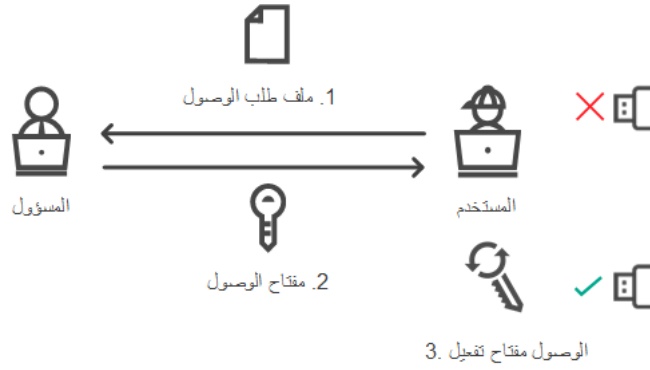 1. ملف طلب الوصول
المسؤول
المستخدم
2. مفتاح الوصول
3. الوصول مفتاح تفعيل